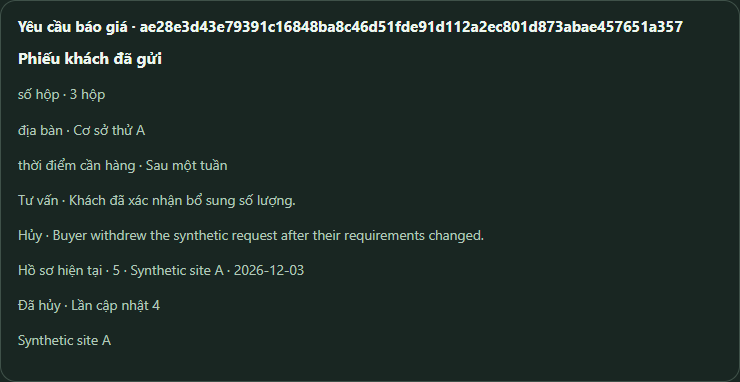 Yêu cầu báo giá · ae28e3d43e79391c16848ba8c46d51fde91d112a2ec801d873abae457651a357
Phiếu khách đã gửi
số hộp · 3 hộp
địa bàn · Cơ sở thử A
thời điểm cần hàng · Sau một tuần
Tư vấn · Khách đã xác nhận bổ sung số lượng.
Hủy · Buyer withdrew the synthetic request after their requirements changed.
Hồ sơ hiện tại · 5 · Synthetic site A · 2026-12-03
Đã hủy · Lần cập nhật 4
Synthetic site A